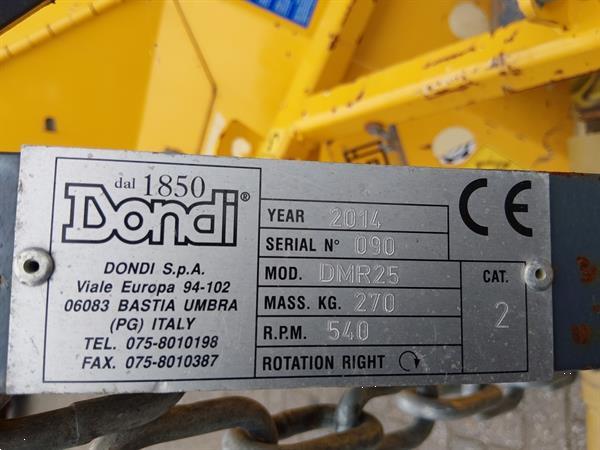 dal 1850
Dondi®
DONDI S.p.A.
Viale Europa 94-102
06083 BASTIA UMBRA
(PG) ITALY
TEL. 075-8010198
FAX. 075-8010387
YEAR 2014
SERIAL N° 090
MOD. DMR25
MASS. KG. 270
R.P.M. 540
ROTATION RIGHT
CE
CAT.
2